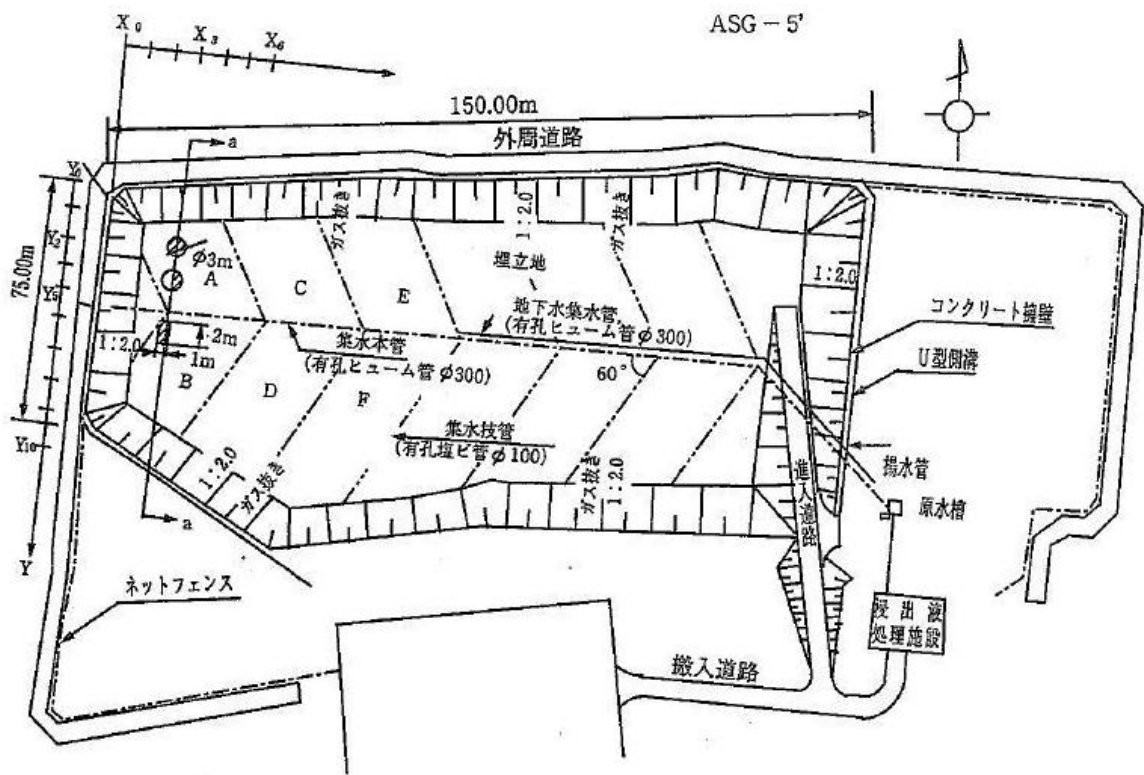 ASG-5'
X₀
X₃
X₆
150.00m
外周道路
a
Y₀
Y₂
Y₅
Y₁₀
Y
75.00m
φ3m
A
C
E
ガス抜き
1:2.0
ガス抜き
埋立地
1:2.0
地下水集水管
(有孔ヒューム管φ300)
コンクリート擁壁
U型側溝
1:2.0
2m
1m
集水本管
(有孔ヒューム管φ300)
60°
B
D
F
集水技管
(有孔塩ビ管φ100)
1:2.0
ガス抜き
ガス抜き
1:2.0
進入道路
揚水管
原水槽
a
ネットフェンス
浸出液
処理施設
搬入道路